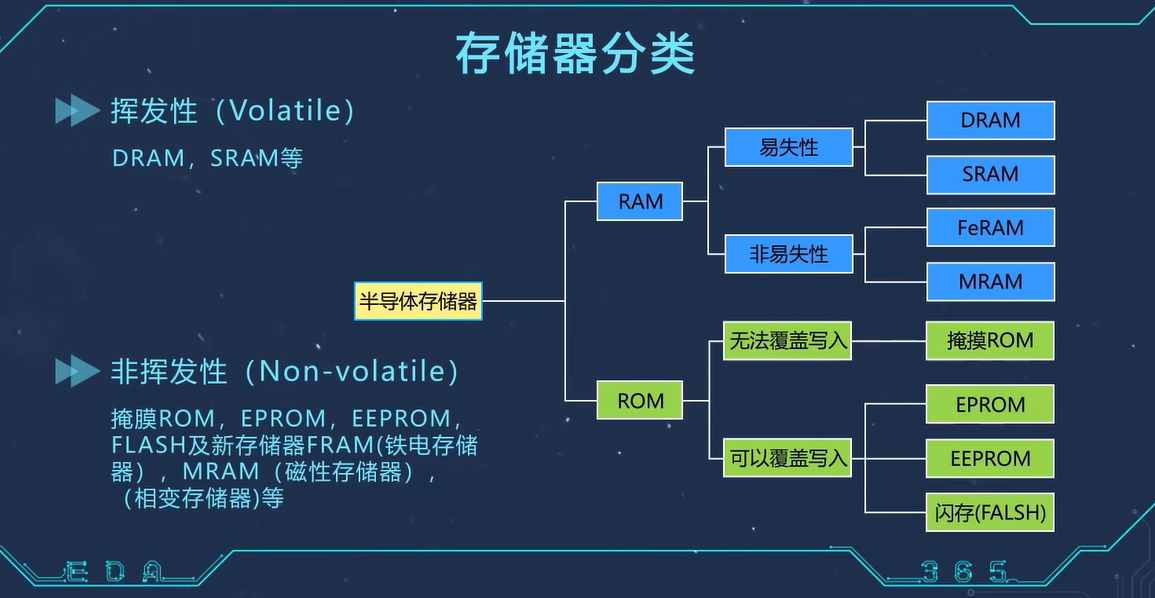 存储器分类
挥发性（Volatile）
DRAM，SRAM等
非挥发性（Non-volatile）
掩膜ROM，EPROM，EEPROM，
FLASH及新存储器FRAM(铁电存储
器），MRAM（磁性存储器），
（相变存储器)等
半导体存储器
RAM
易失性
DRAM
SRAM
非易失性
FeRAM
MRAM
ROM
无法覆盖写入
掩摸ROM
可以覆盖写入
EPROM
EEPROM
闪存(FALSH)
EDA
365